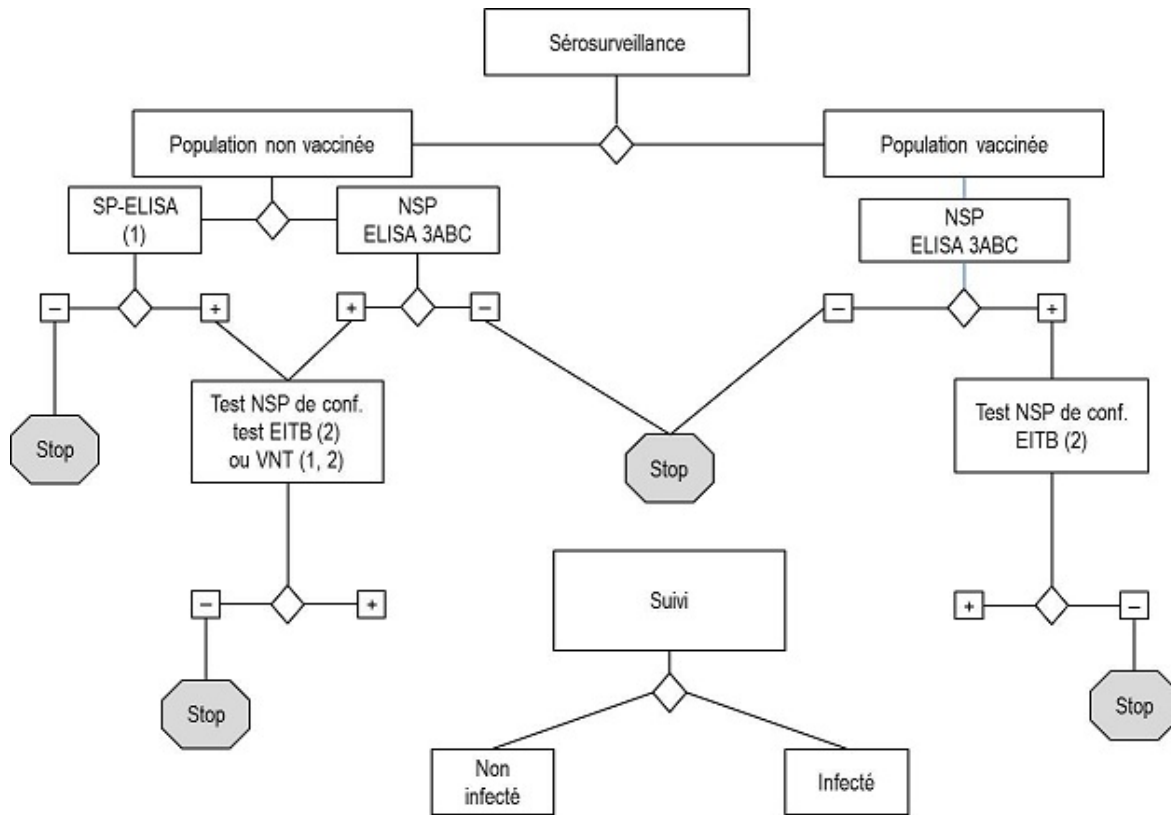 Sérosurveillance
Population non vaccinée
Population vaccinée
SP-ELISA
(1)
NSP
ELISA 3ABC
NSP
ELISA 3ABC
–
+
+
–
–
+
Test NSP de conf.
test EITB (2)
ou VNT (1, 2)
Test NSP de conf.
EITB (2)
Stop
Stop
Suivi
–
+
+
–
Stop
Stop
Non
infecté
Infecté